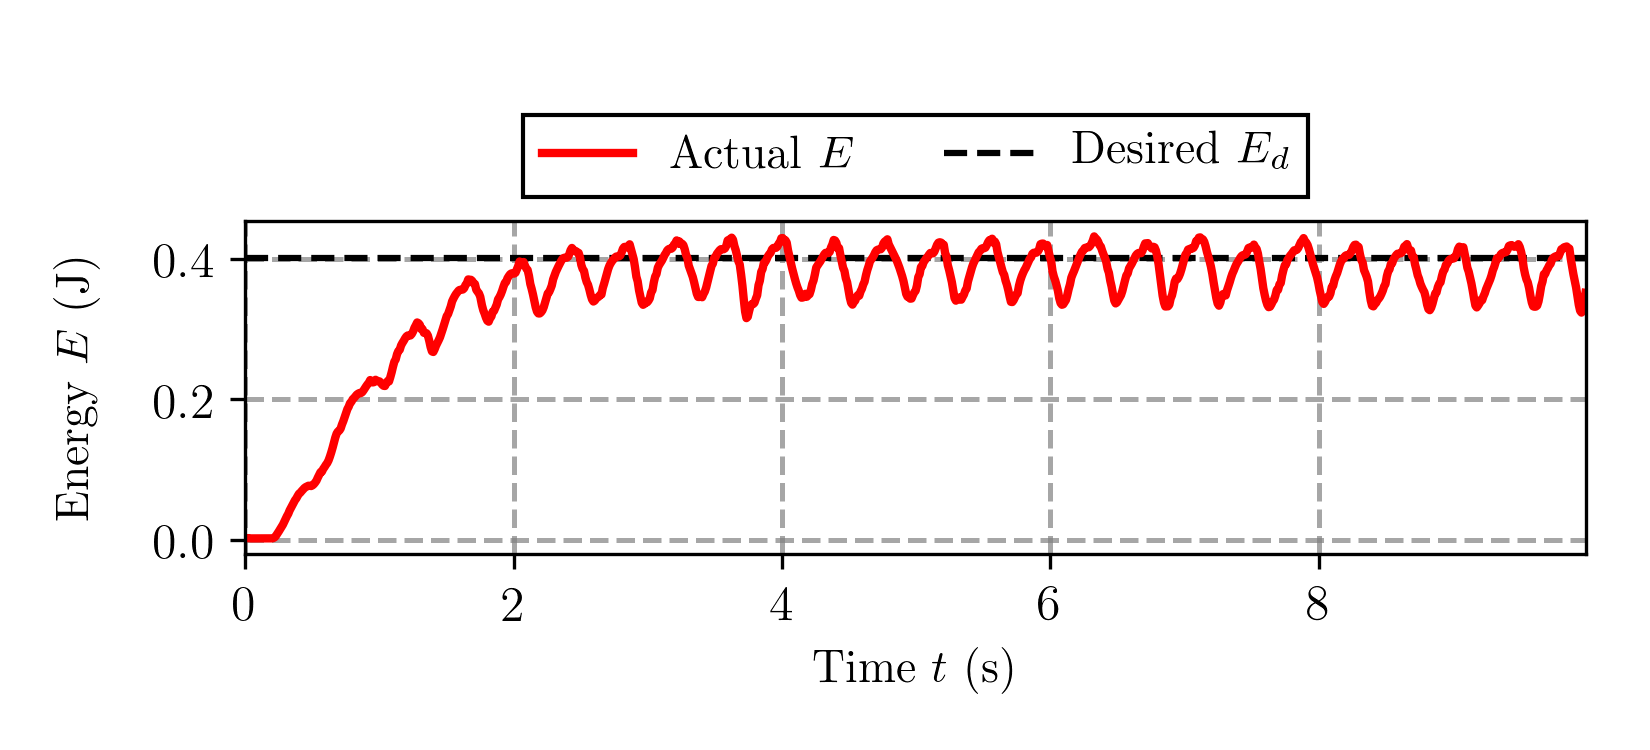 Actual E Desired E_d
Energy E (J)
0.4
0.2
0.0
0 2 4 6 8
Time t (s)